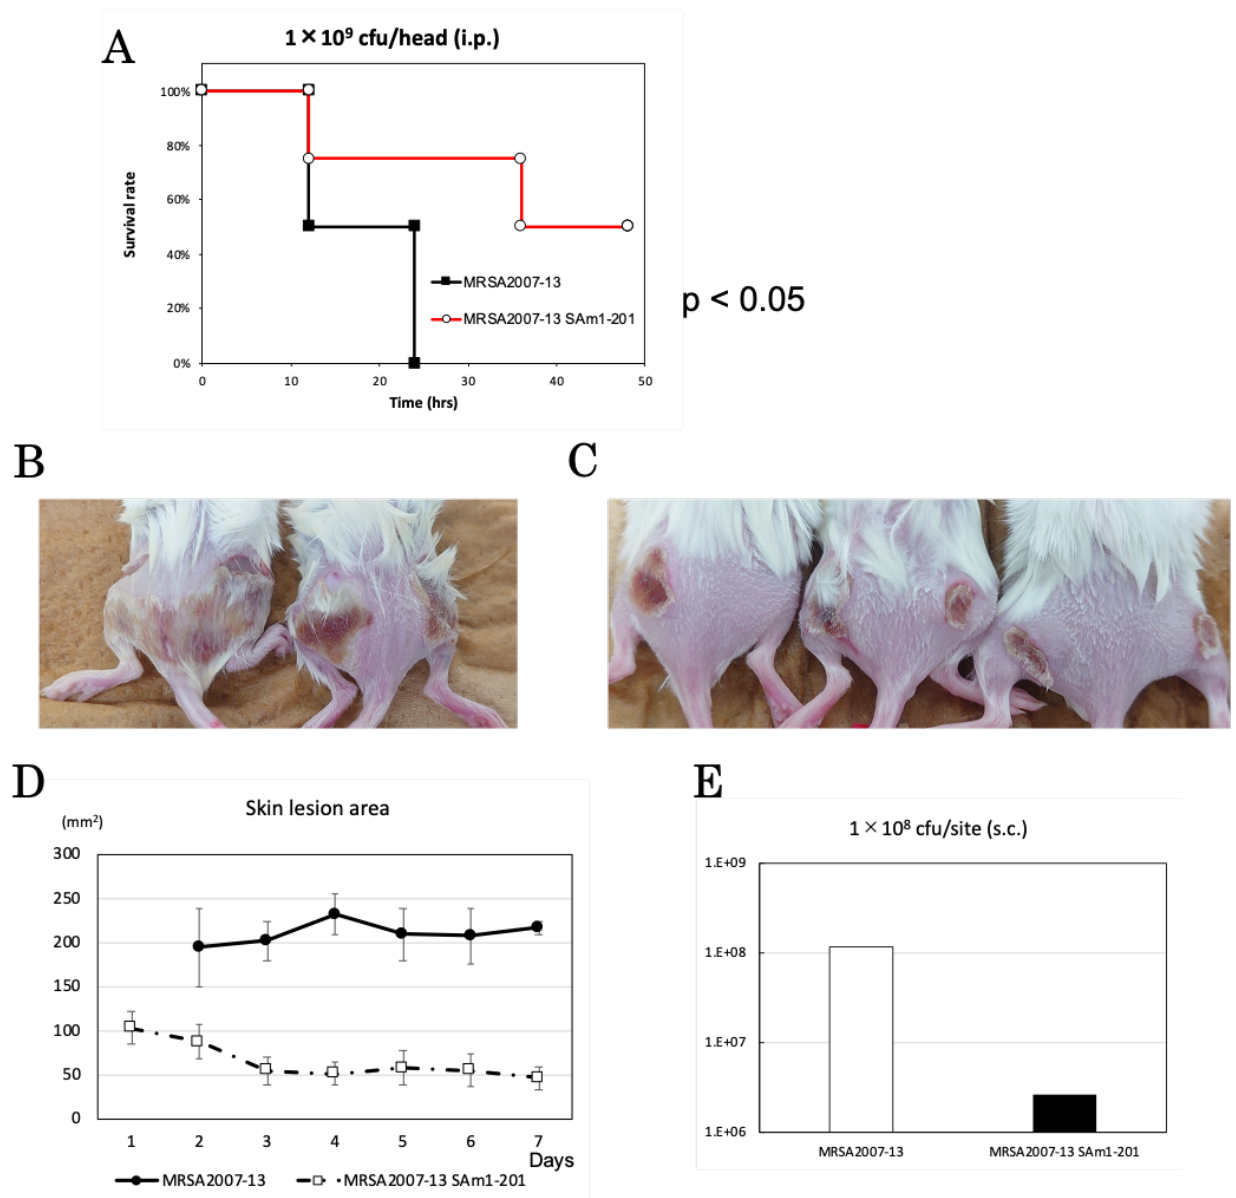 A
1×10⁹ cfu/head (i.p.)
100%
80%
60%
40%
20%
0%
Survival rate
MRSA2007-13
MRSA2007-13 SAm1-201
0 10 20 30 40 50
Time (hrs)
p < 0.05
B
C
D
Skin lesion area
(mm²)
300
250
200
150
100
50
0
1 2 3 4 5 6 7
Days
MRSA2007-13 MRSA2007-13 SAm1-201
E
1×10⁸ cfu/site (s.c.)
1.E+09
1.E+08
1.E+07
1.E+06
MRSA2007-13 MRSA2007-13 SAm1-201